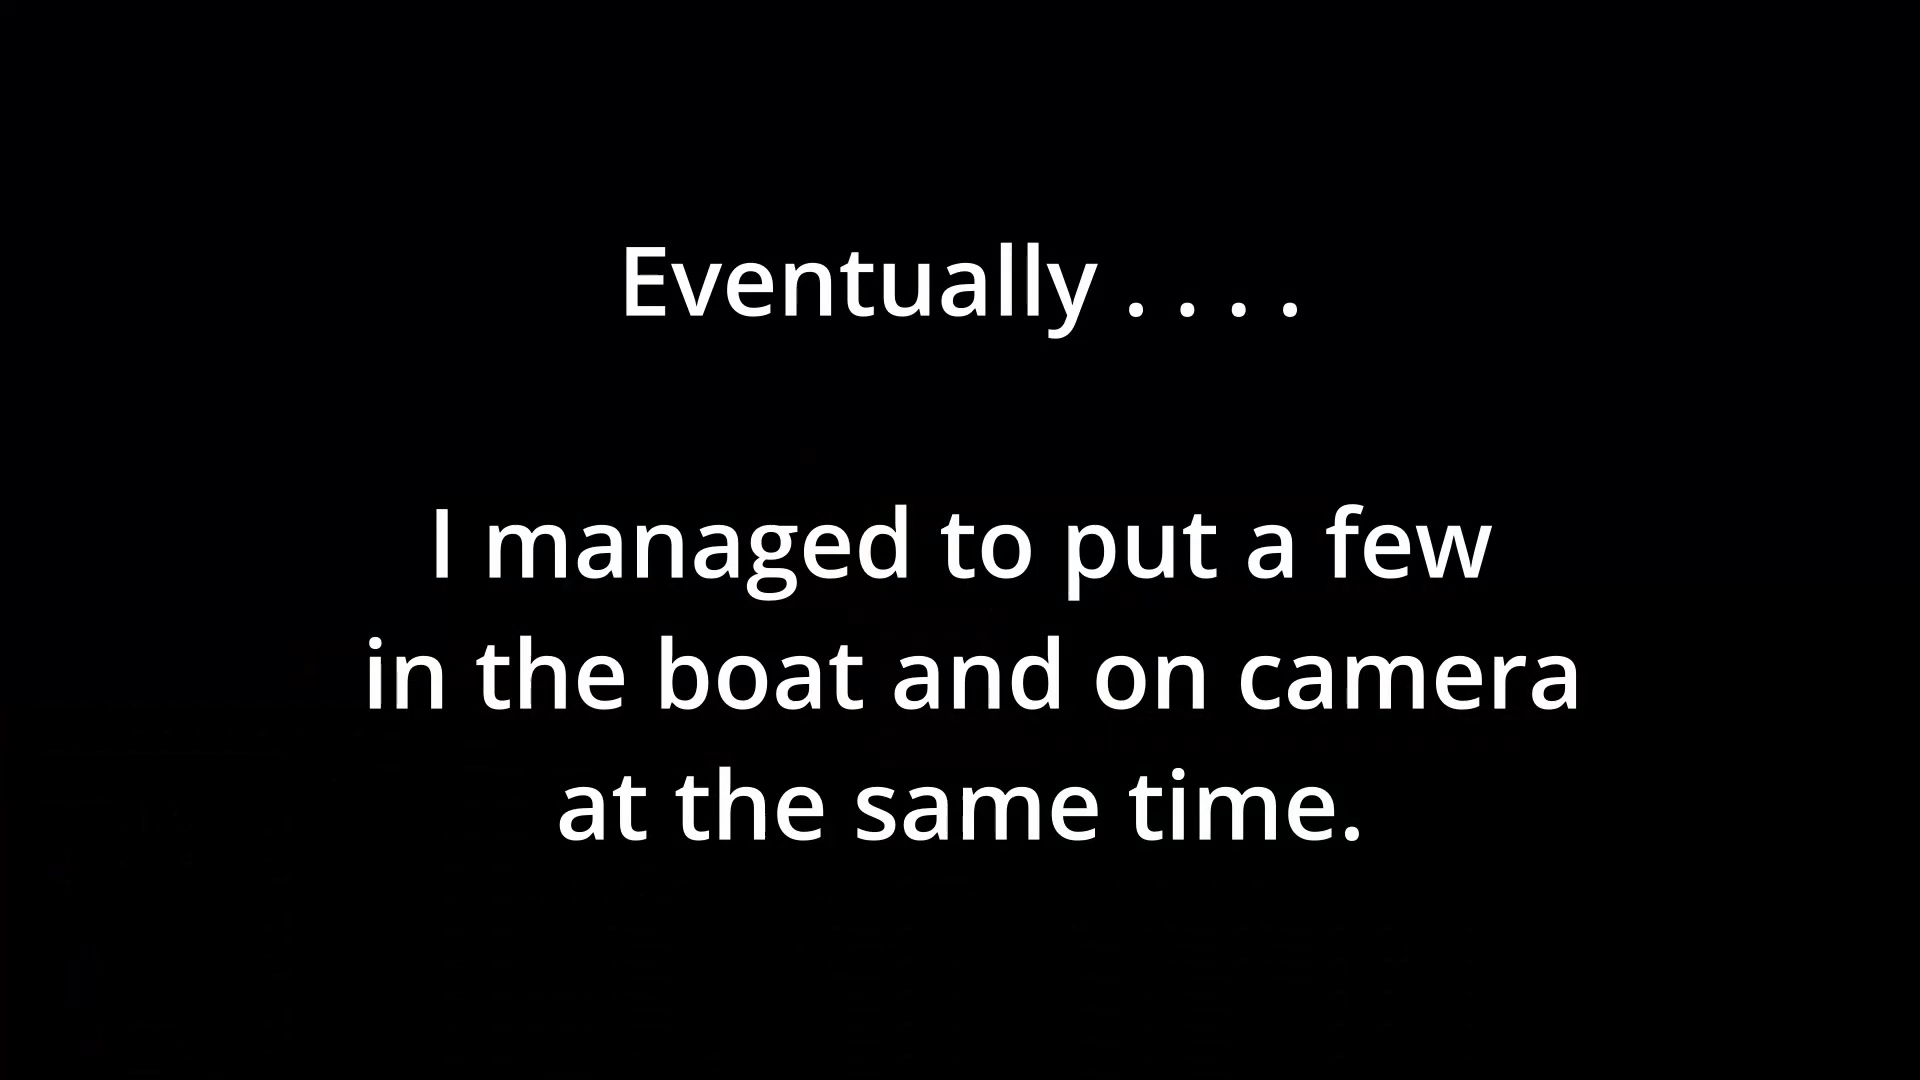 Eventually . . . .
I managed to put a few
in the boat and on camera
at the same time.